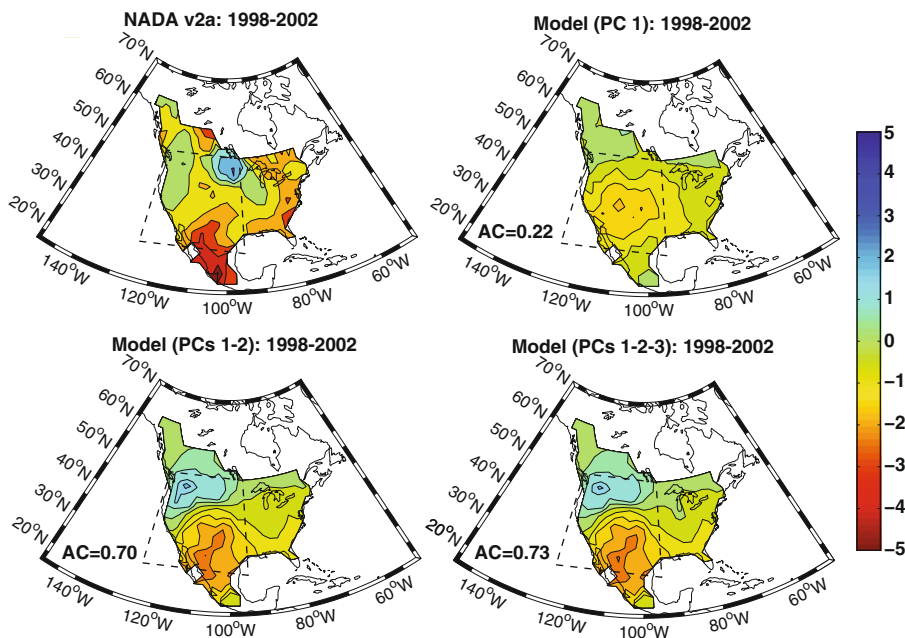 NADA v2a: 1998-2002
Model (PC 1): 1998-2002
70°N
60°N
50°N
40°N
30°N
20°N
140°W
120°W
100°W
80°W
60°W
70°N
60°N
50°N
40°N
30°N
20°N
AC=0.22
140°W
120°W
100°W
80°W
60°W
5
4
3
2
1
0
−1
−2
−3
−4
−5
Model (PCs 1-2): 1998-2002
Model (PCs 1-2-3): 1998-2002
70°N
60°N
50°N
40°N
30°N
20°N
AC=0.70
140°W
120°W
100°W
80°W
60°W
70°N
60°N
50°N
40°N
30°N
20°N
AC=0.73
140°W
120°W
100°W
80°W
60°W